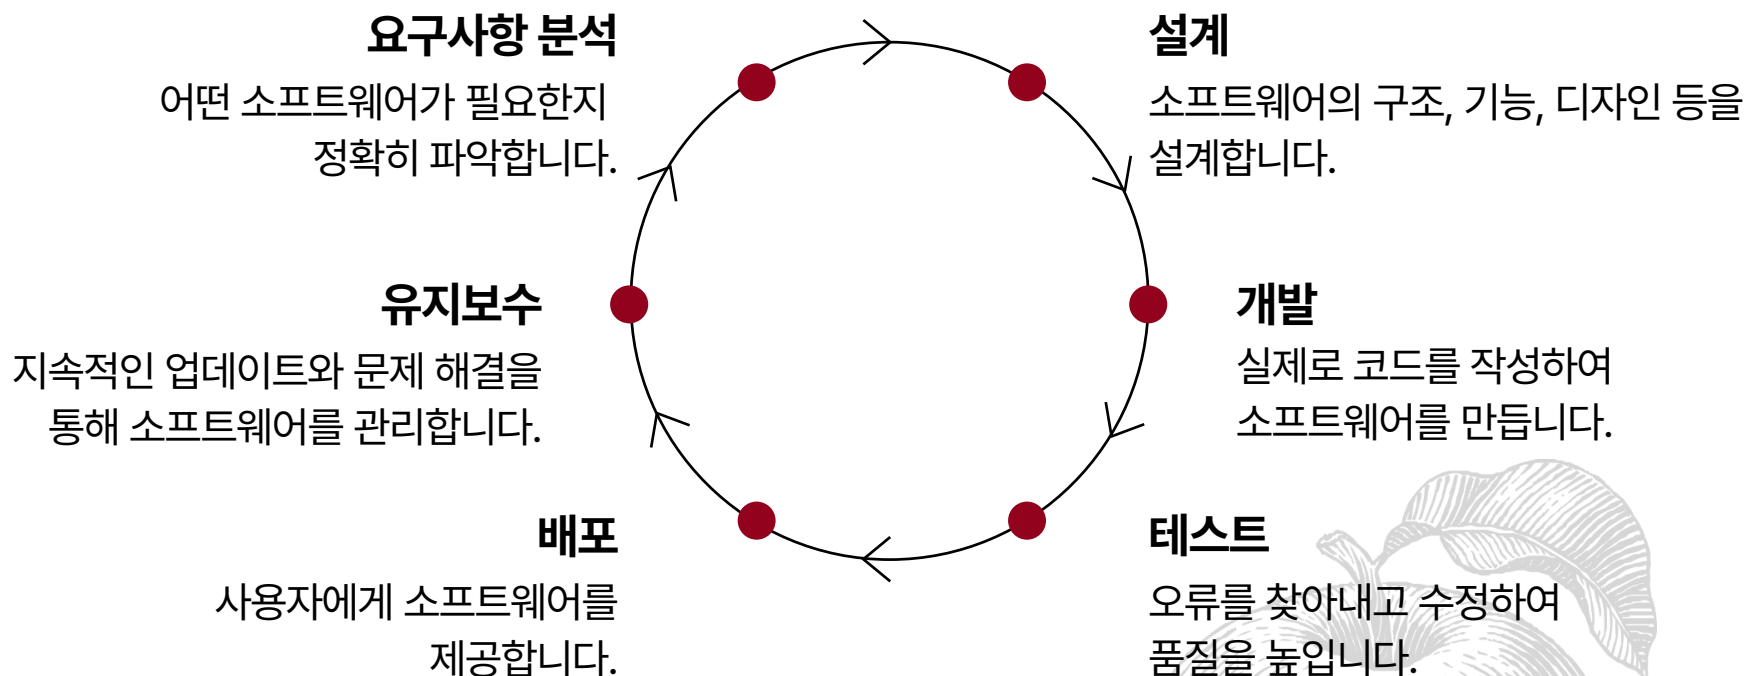 요구사항 분석
어떤 소프트웨어가 필요한지
정확히 파악합니다.
설계
소프트웨어의 구조, 기능, 디자인 등을
설계합니다.
개발
실제로 코드를 작성하여
소프트웨어를 만듭니다.
테스트
오류를 찾아내고 수정하여
품질을 높입니다.
배포
사용자에게 소프트웨어를
제공합니다.
유지보수
지속적인 업데이트와 문제 해결을
통해 소프트웨어를 관리합니다.